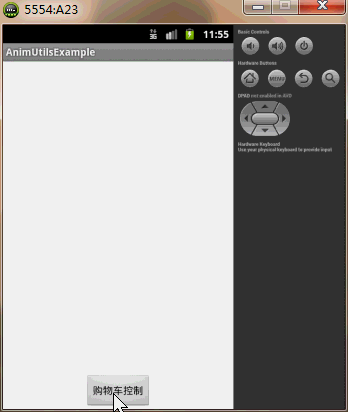 5554:A23
3G
11:55
AnimUtilsExample
购物车控制
Basic Controls
Hardware Buttons
MENU
DPAD not enabled in AVD
Hardware Keyboard
Use your physical keyboard to provide input